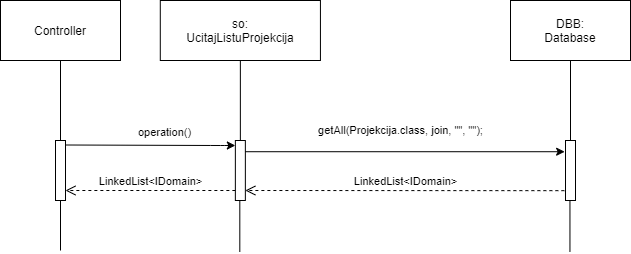 Controller
so:
UcitajListuProjekcija
DBB:
Database
operation()
getAll(Projekcija.class, join, "", "");
LinkedList<IDomain>
LinkedList<IDomain>